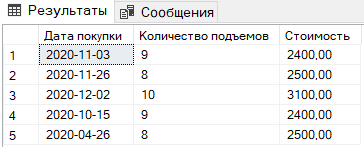 Результаты Сообщения
Дата покупки Количество подъемов Стоимость
1 2020-11-03 9 2400,00
2 2020-11-26 8 2500,00
3 2020-12-02 10 3100,00
4 2020-10-15 9 2400,00
5 2020-04-26 8 2500,00